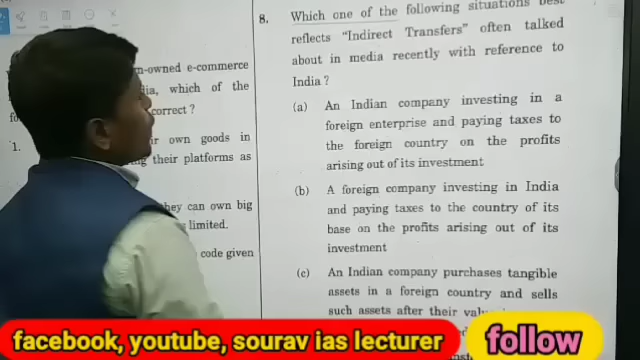 n-owned e-commerce
dia, which of the
correct ?
1.
r own goods in
ng their platforms as
hey can own big
s limited.
code given
8. Which one of the following situations best
reflects “Indirect Transfers” often talked
about in media recently with reference to
India ?
(a) An Indian company investing in a
foreign enterprise and paying taxes to
the foreign country on the profits
arising out of its investment
(b) A foreign company investing in India
and paying taxes to the country of its
base on the profits arising out of its
investment
(c) An Indian company purchases tangible
assets in a foreign country and sells
such assets after their
facebook, youtube, sourav ias lecturer
follow